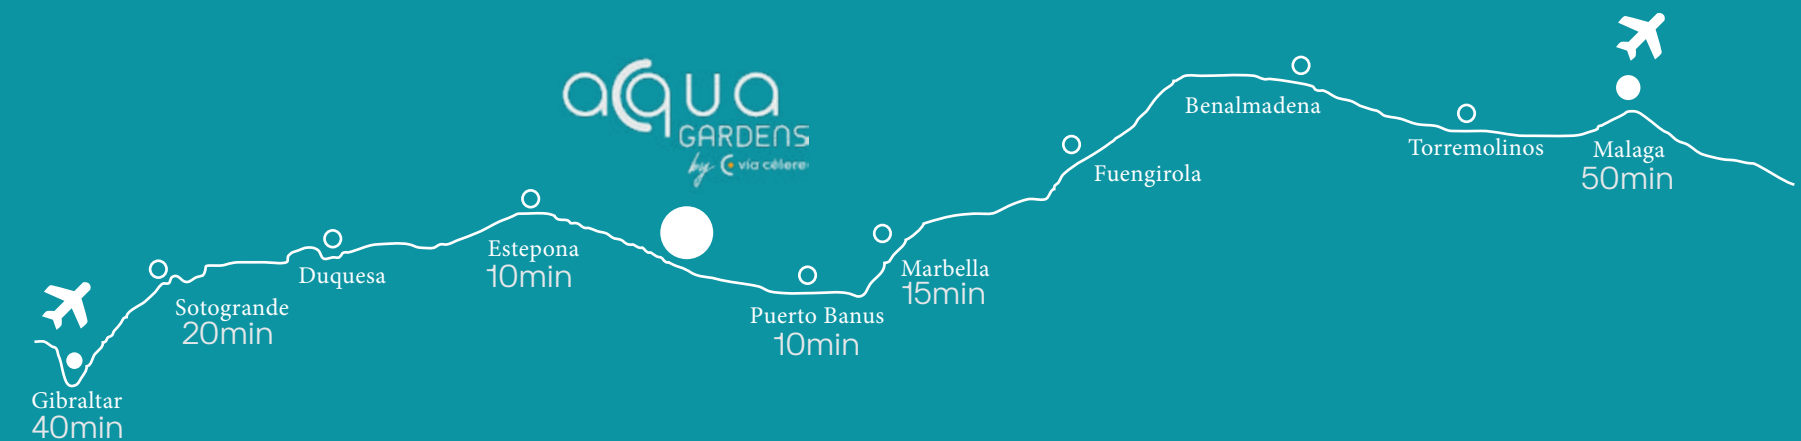 acqua
GARDENS
by vía célere
Gibraltar
40min
Sotogrande
20min
Duquesa
Estepona
10min
Puerto Banus
10min
Marbella
15min
Fuengirola
Benalmadena
Torremolinos
Malaga
50min